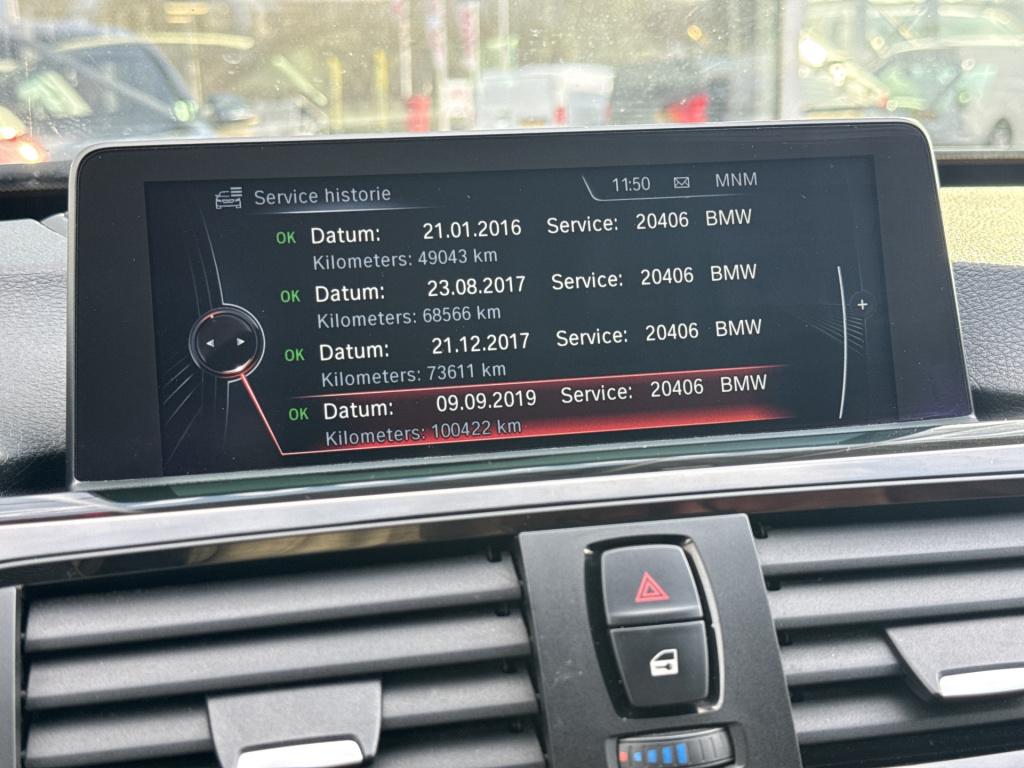 Service historie 11:50 MNM
OK Datum: 21.01.2016 Service: 20406 BMW
Kilometers: 49043 km
OK Datum: 23.08.2017 Service: 20406 BMW
Kilometers: 68566 km
OK Datum: 21.12.2017 Service: 20406 BMW
Kilometers: 73611 km
OK Datum: 09.09.2019 Service: 20406 BMW
Kilometers: 100422 km